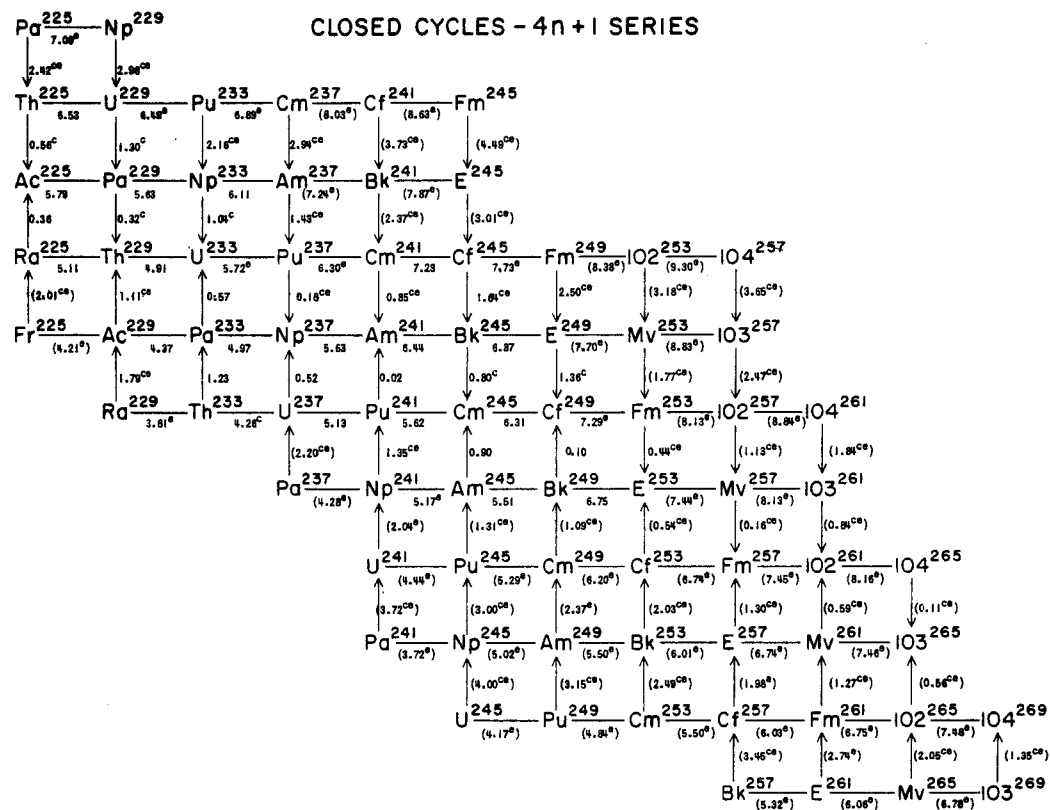 CLOSED CYCLES – 4n + 1 SERIES
Pa225 Np229
7.08e
2.42ce 2.96ce
Th225 U229 Pu233 Cm237 Cf241 Fm245
6.53 6.49e 6.89e (8.03e) (8.63e)
0.56c 1.30c 2.16ce 2.94ce (3.73ce) (4.49ce)
Ac225 Pa229 Np233 Am237 Bk241 E245
5.79 5.63 6.11 (7.24e) (7.87e)
0.36 0.32c 1.04c 1.43ce (2.37ce) (3.01ce)
Ra225 Th229 U233 Pu237 Cm241 Cf245 Fm249 102253 104257
5.11 4.91 5.72e 6.30e 7.23 7.73e (8.38e) (9.30e)
(2.01ce) 1.11ce 0.57 0.18ce 0.85ce 1.64c 2.50ce (3.18ce) (3.65ce)
Fr225 Ac229 Pa233 Np237 Am241 Bk245 E249 Mv253 103257
(4.21e) 4.37 4.97 5.63 6.44 6.87 (7.70e) (8.83e)
1.79ce 1.23 0.52 0.02 0.80c 1.36c (1.77ce) (2.47ce)
Ra229 Th233 U237 Pu241 Cm245 Cf249 Fm253 102257 104261
3.61e 4.26c 5.13 5.62 6.31 7.29e (8.13e) (8.84e)
(2.20ce) 1.35ce 0.90 0.10 0.44ce (1.13ce) (1.84ce)
Pa237 Np241 Am245 Bk249 E253 Mv257 103261
(4.28e) 5.17e 5.51 6.75 (7.44e) (8.13e)
(2.04e) (1.31ce) (1.09ce) (0.54ce) (0.16ce) (0.84ce)
U241 Pu245 Cm249 Cf253 Fm257 102261 104265
(4.44e) (5.29e) (6.20e) (6.74e) (7.45e) (8.16e)
(3.72ce) (3.00ce) (2.37e) (2.03ce) (1.30ce) (0.59ce) (0.11ce)
Pa241 Np245 Am249 Bk253 E257 Mv261 103265
(3.72e) (5.02e) (5.50e) (6.01e) (6.74e) (7.46e)
(4.00ce) (3.15ce) (2.49ce) (1.98e) (1.27ce) (0.56ce)
U245 Pu249 Cm253 Cf257 Fm261 102265 104269
(4.17e) (4.84e) (5.50e) (6.03e) (6.75e) (7.48e)
(3.45ce) (2.74e) (2.05ce) (1.35ce)
Bk257 E261 Mv265 103269
(5.32e) (6.06e) (6.78e)